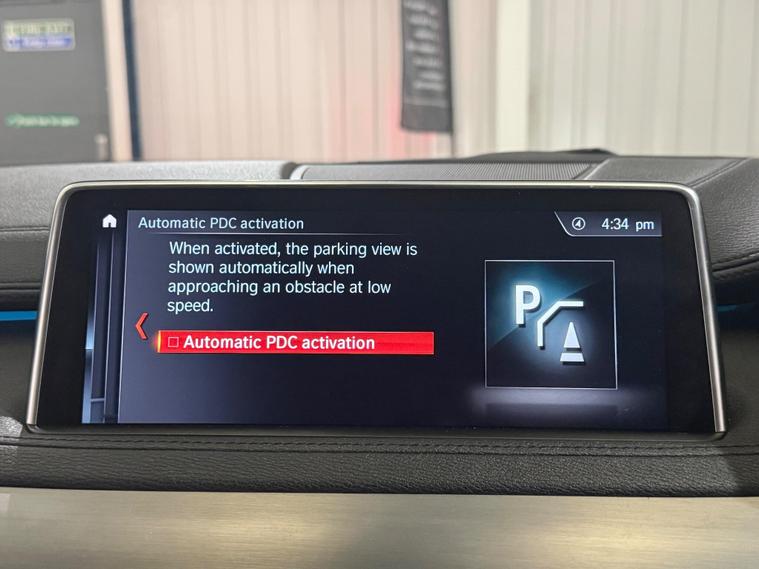 Automatic PDC activation
4:34 pm
When activated, the parking view is
shown automatically when
approaching an obstacle at low
speed.
Automatic PDC activation
P